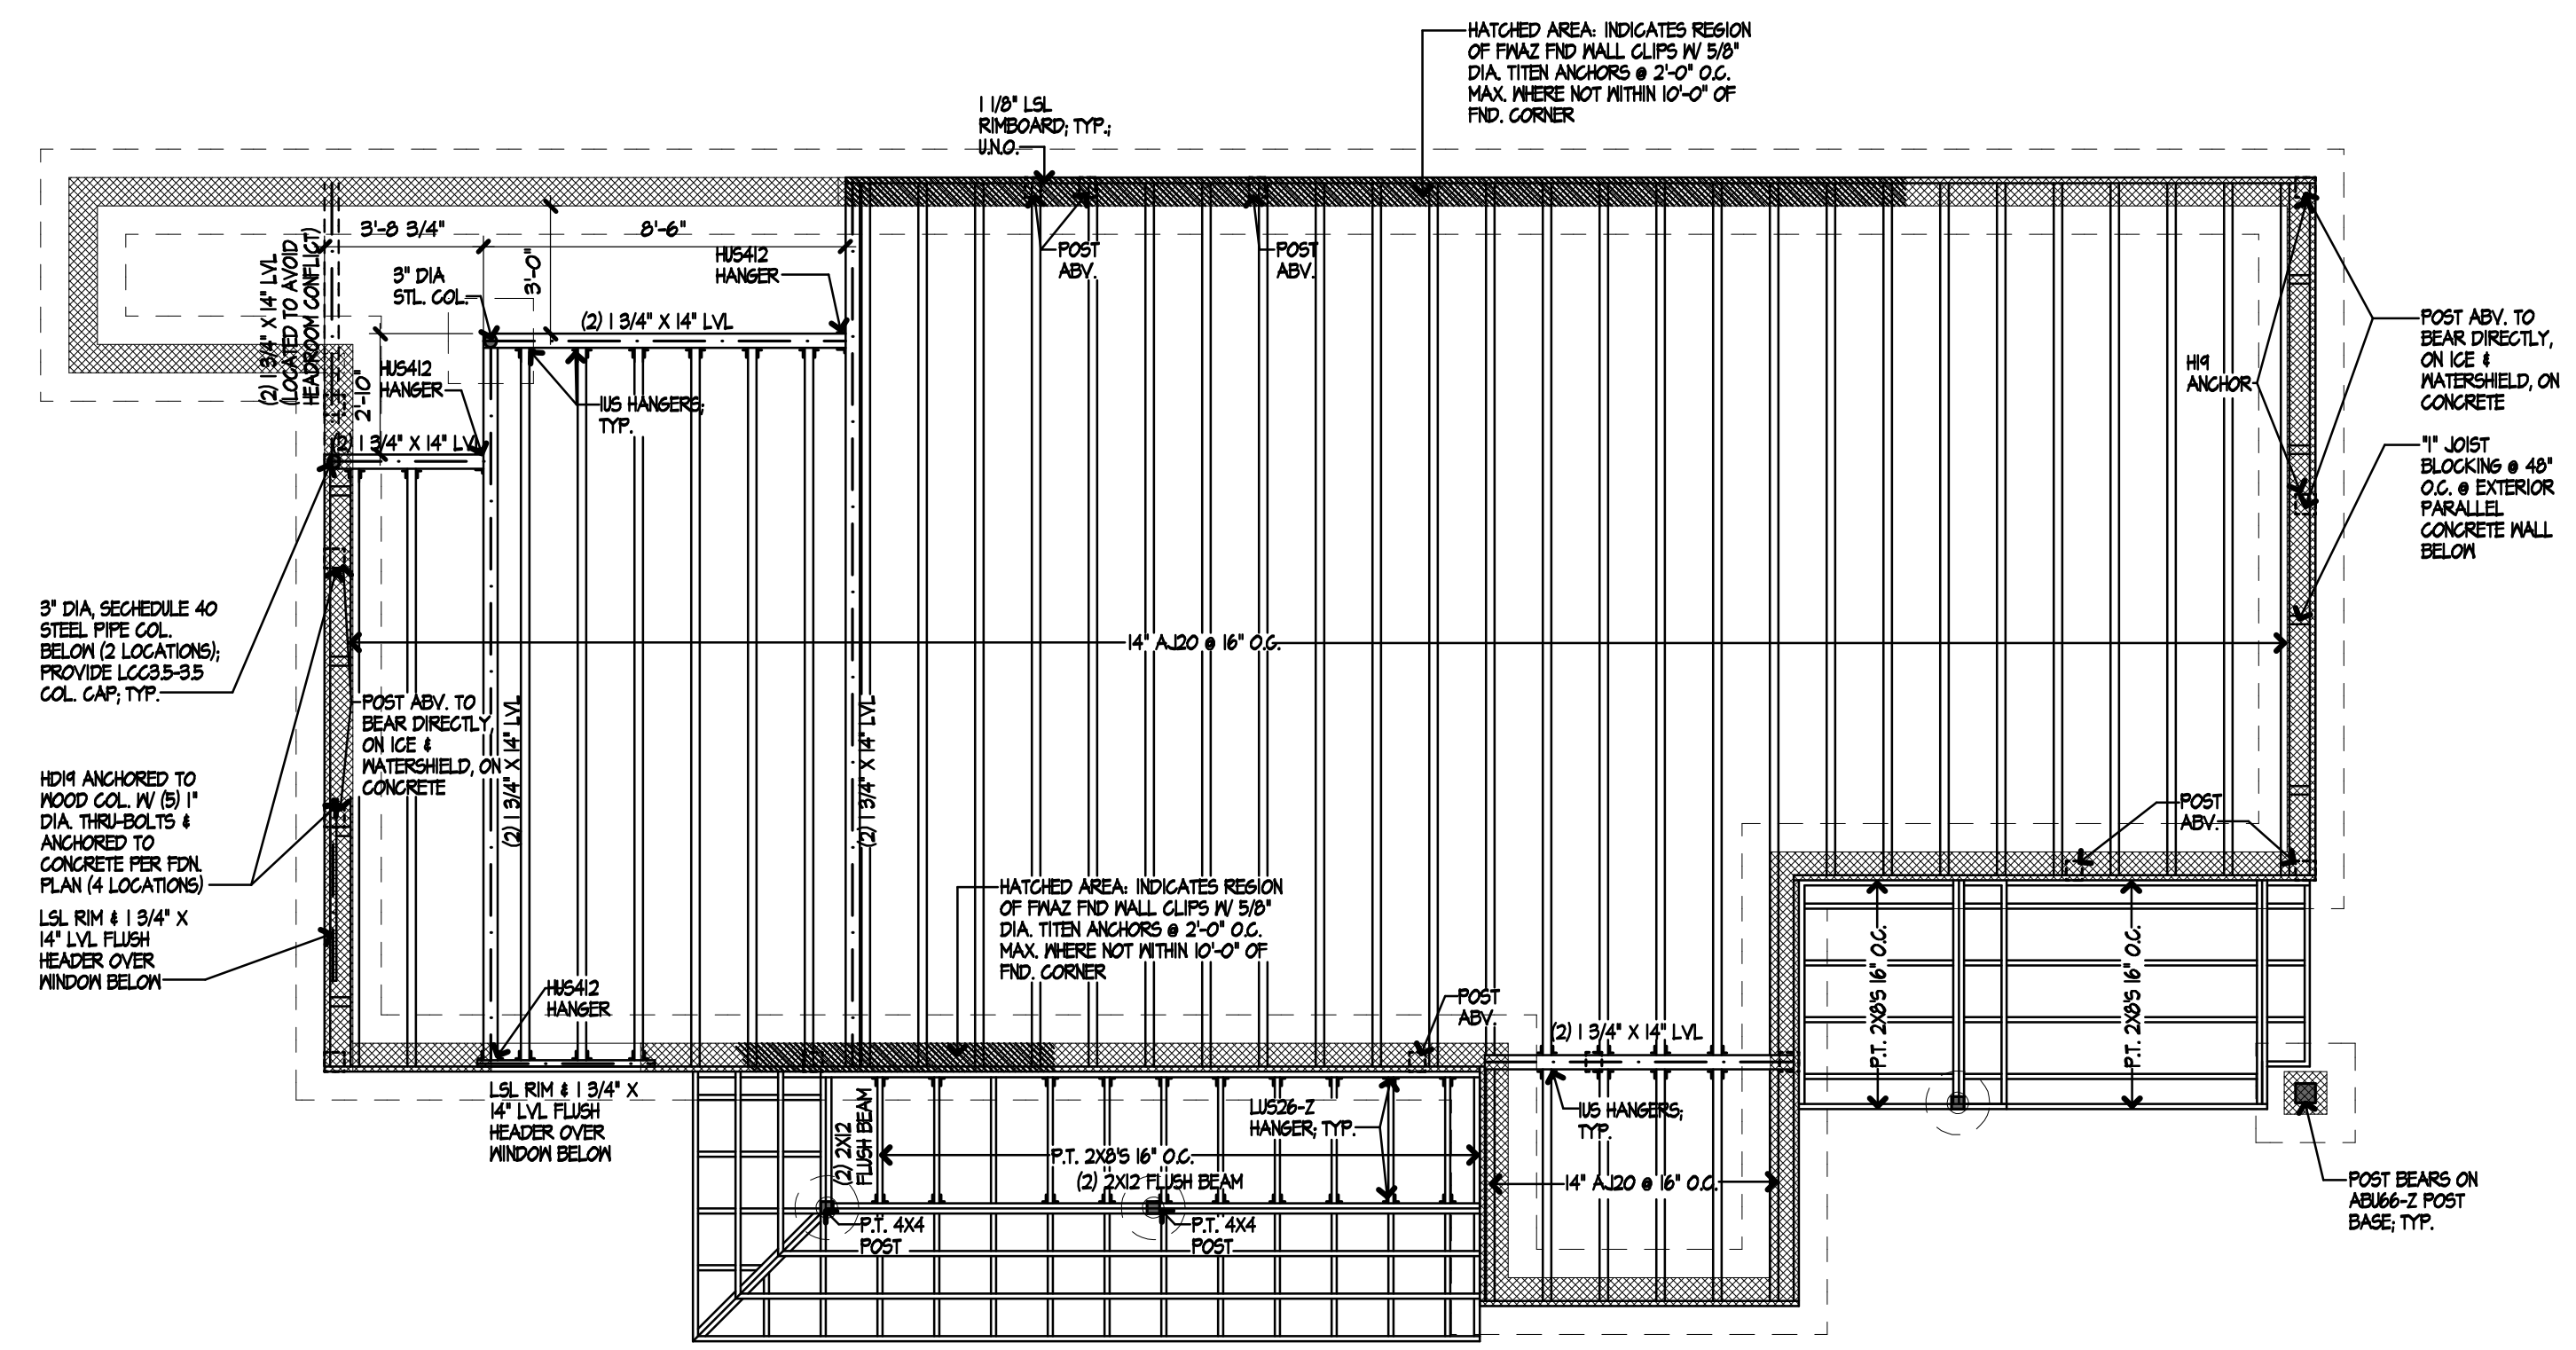 HATCHED AREA: INDICATES REGION
OF FWAZ FND WALL CLIPS W/ 5/8"
DIA. TITEN ANCHORS @ 2'-0" O.C.
MAX. WHERE NOT WITHIN 10'-0" OF
FND. CORNER
1 1/8" LSL
RIMBOARD; TYP.;
U.N.O.
3'-8 3/4"
8'-6"
3'-0"
HUS412
HANGER
3" DIA
STL. COL.
POST
ABV.
POST
ABV.
(2) 1 3/4" X 14" LVL
(LOCATED TO AVOID
HEADROOM CONFLICT)
(2) 1 3/4" X 14" LVL
POST ABV. TO
BEAR DIRECTLY,
ON ICE &
WATERSHIELD, ON
CONCRETE
H19
ANCHOR
HUS412
HANGER
2'-10"
IUS HANGERS;
TYP.
(2) 1 3/4" X 14" LVL
"I" JOIST
BLOCKING @ 48"
O.C. @ EXTERIOR
PARALLEL
CONCRETE WALL
BELOW
3" DIA, SECHEDULE 40
STEEL PIPE COL.
BELOW (2 LOCATIONS);
PROVIDE LCC3.5-3.5
COL. CAP; TYP.
14" AJ20 @ 16" O.C.
POST ABV. TO
BEAR DIRECTLY,
ON ICE &
WATERSHIELD, ON
CONCRETE
(2) 1 3/4" X 14" LVL
(2) 1 3/4" X 14" LVL
HD19 ANCHORED TO
WOOD COL. W/ (5) 1"
DIA. THRU-BOLTS &
ANCHORED TO
CONCRETE PER FDN.
PLAN (4 LOCATIONS)
POST
ABV.
HATCHED AREA: INDICATES REGION
OF FWAZ FND WALL CLIPS W/ 5/8"
DIA. TITEN ANCHORS @ 2'-0" O.C.
MAX. WHERE NOT WITHIN 10'-0" OF
FND. CORNER
LSL RIM & 1 3/4" X
14" LVL FLUSH
HEADER OVER
WINDOW BELOW
HUS412
HANGER
POST
ABV.
(2) 1 3/4" X 14" LVL
P.T. 2X8'S 16" O.C.
P.T. 2X8'S 16" O.C.
LSL RIM & 1 3/4" X
14" LVL FLUSH
HEADER OVER
WINDOW BELOW
(2) 2X12
FLUSH BEAM
LUS26-Z
HANGER; TYP.
IUS HANGERS;
TYP.
P.T. 2X8'S 16" O.C.
(2) 2X12 FLUSH BEAM
14" AJ20 @ 16" O.C.
P.T. 4X4
POST
P.T. 4X4
POST
POST BEARS ON
ABU66-Z POST
BASE; TYP.